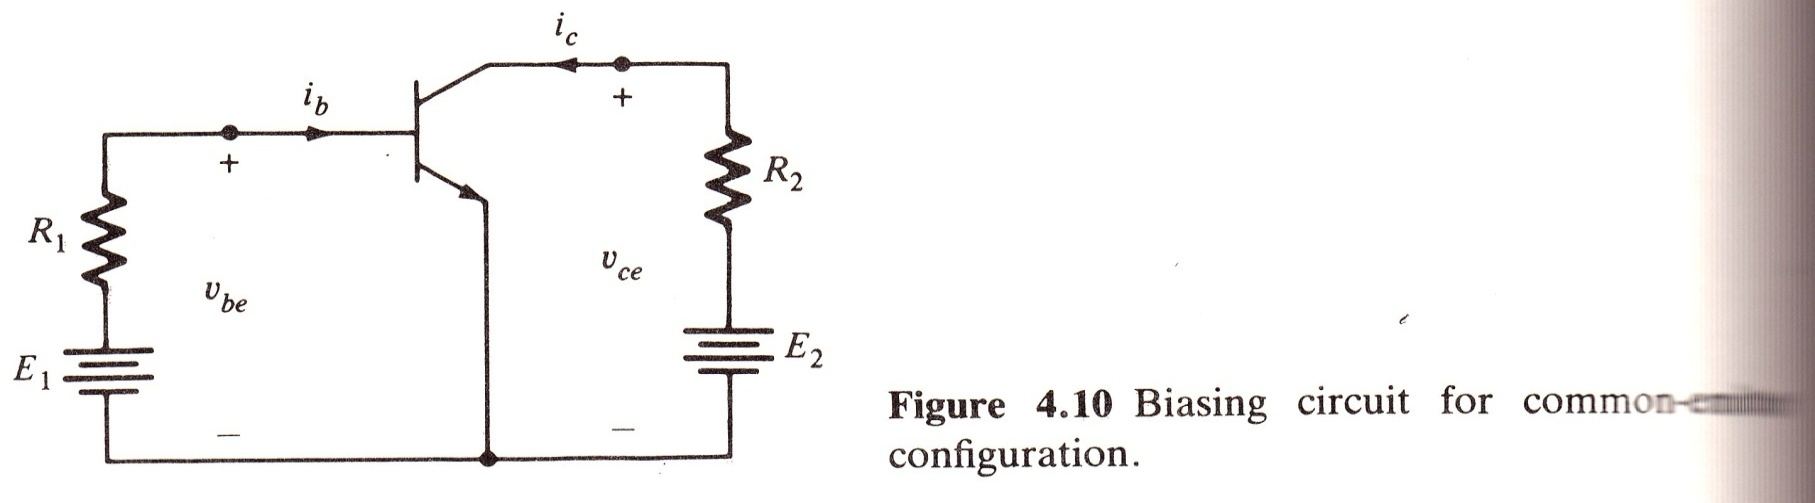 i_c
i_b
+
+
R_1
R_2
v_be
v_ce
E_1
E_2
−
−
Figure 4.10 Biasing circuit for common-
configuration.